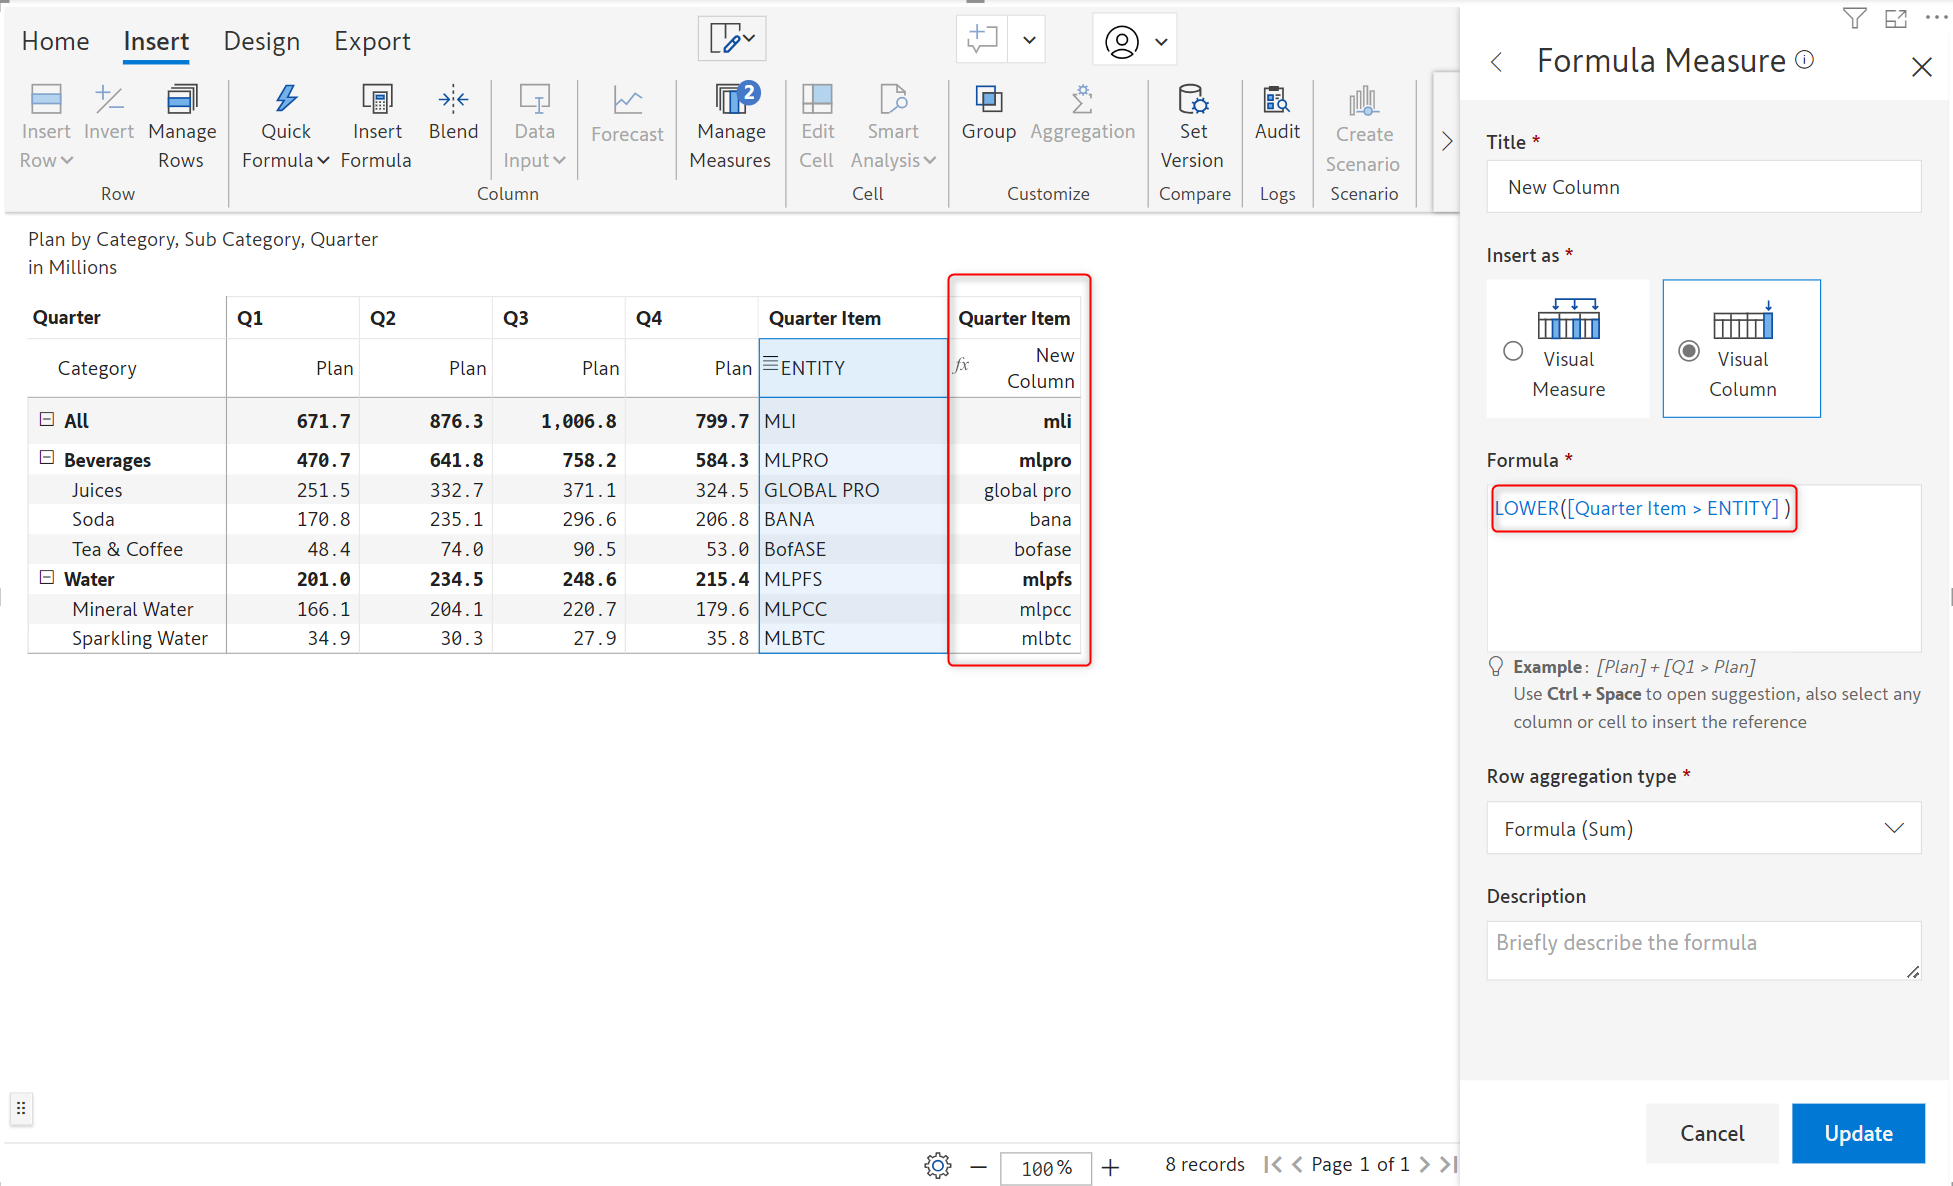 Home Insert Design Export
Insert Row
Invert
Manage Rows
Quick Formula
Insert Formula
Blend
Data Input
Forecast
2
Manage Measures
Edit Cell
Smart Analysis
Group
Aggregation
Set Version
Audit
Create Scenario
Row Column Cell Customize Compare Logs Scenario
Plan by Category, Sub Category, Quarter
in Millions
Quarter Q1 Q2 Q3 Q4 Quarter Item Quarter Item
Category Plan Plan Plan Plan ENTITY fx New Column
All 671.7 876.3 1,006.8 799.7 MLI mli
Beverages 470.7 641.8 758.2 584.3 MLPRO mlpro
Juices 251.5 332.7 371.1 324.5 GLOBAL PRO global pro
Soda 170.8 235.1 296.6 206.8 BANA bana
Tea & Coffee 48.4 74.0 90.5 53.0 BofASE bofase
Water 201.0 234.5 248.6 215.4 MLPFS mlpfs
Mineral Water 166.1 204.1 220.7 179.6 MLPCC mlpcc
Sparkling Water 34.9 30.3 27.9 35.8 MLBTC mlbtc
100%
8 records
Page 1 of 1
Formula Measure
Title *
New Column
Insert as *
Visual Measure
Visual Column
Formula *
LOWER([Quarter Item > ENTITY] )
Example: [Plan] + [Q1 > Plan]
Use Ctrl + Space to open suggestion, also select any
column or cell to insert the reference
Row aggregation type *
Formula (Sum)
Description
Briefly describe the formula
Cancel Update